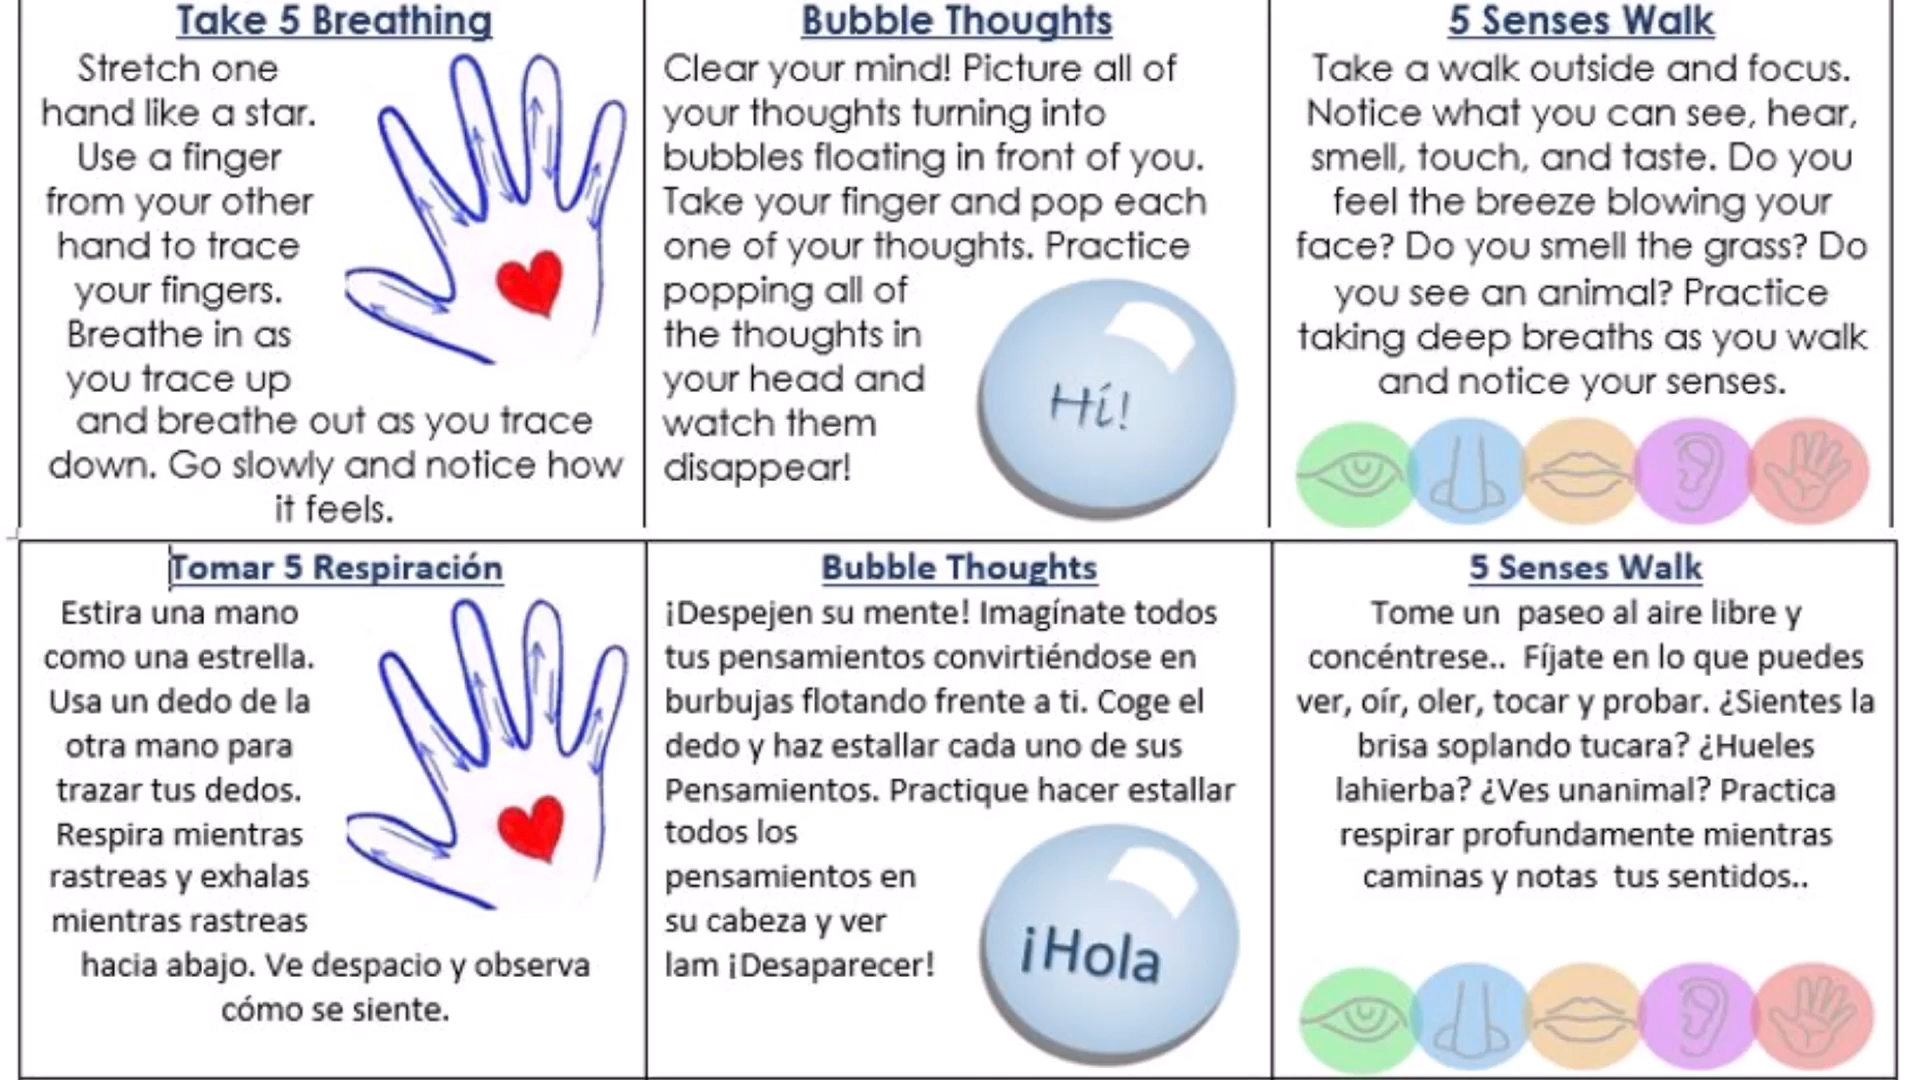 Take 5 Breathing
Stretch one
hand like a star.
Use a finger
from your other
hand to trace
your fingers.
Breathe in as
you trace up
and breathe out as you trace
down. Go slowly and notice how
it feels.
Bubble Thoughts
Clear your mind! Picture all of
your thoughts turning into
bubbles floating in front of you.
Take your finger and pop each
one of your thoughts. Practice
popping all of
the thoughts in
your head and
watch them
disappear!
Hi!
5 Senses Walk
Take a walk outside and focus.
Notice what you can see, hear,
smell, touch, and taste. Do you
feel the breeze blowing your
face? Do you smell the grass? Do
you see an animal? Practice
taking deep breaths as you walk
and notice your senses.
Tomar 5 Respiración
Estira una mano
como una estrella.
Usa un dedo de la
otra mano para
trazar tus dedos.
Respira mientras
rastreas y exhalas
mientras rastreas
hacia abajo. Ve despacio y observa
cómo se siente.
Bubble Thoughts
¡Despejen su mente! Imagínate todos
tus pensamientos convirtiéndose en
burbujas flotando frente a ti. Coge el
dedo y haz estallar cada uno de sus
Pensamientos. Practique hacer estallar
todos los
pensamientos en
su cabeza y ver
lam ¡Desaparecer!
¡Hola
5 Senses Walk
Tome un  paseo al aire libre y
concéntrese..  Fíjate en lo que puedes
ver, oír, oler, tocar y probar. ¿Sientes la
brisa soplando tucara? ¿Hueles
lahierba? ¿Ves unanimal? Practica
respirar profundamente mientras
caminas y notas  tus sentidos..